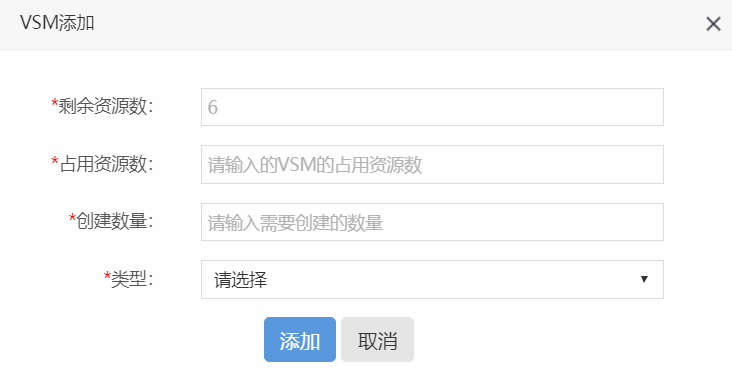 VSM添加
*剩余资源数： 6
*占用资源数： 请输入的VSM的占用资源数
*创建数量： 请输入需要创建的数量
*类型： 请选择
添加 取消